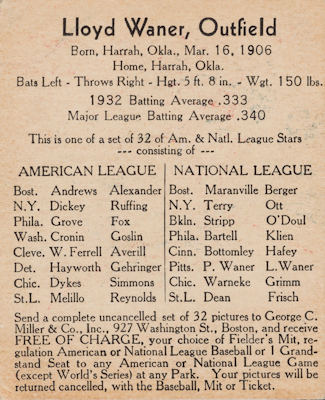 Lloyd Waner, Outfield
Born, Harrah, Okla., Mar. 16, 1906
Home, Harrah, Okla.
Bats Left - Throws Right - Hgt. 5 ft. 8 in. - Wgt. 150 lbs.
1932 Batting Average .333
Major League Batting Average .340
This is one of a set of 32 of Am. & Natl. League Stars
--- consisting of ---
AMERICAN LEAGUE NATIONAL LEAGUE
Bost. Andrews Alexander Bost. Maranville Berger
N.Y. Dickey Ruffing N.Y. Terry Ott
Phila. Grove Fox Bkln. Stripp O'Doul
Wash. Cronin Goslin Phila. Bartell Klien
Cleve. W. Ferrell Averill Cinn. Bottomley Hafey
Det. Hayworth Gehringer Pitts. P. Waner L. Waner
Chic. Dykes Simmons Chic. Warneke Grimm
St.L. Melillo Reynolds St.L. Dean Frisch
Send a complete uncancelled set of 32 pictures to George C.
Miller & Co., Inc., 927 Washington St., Boston, and receive
FREE OF CHARGE, your choice of Fielder's Mit, re-
gulation American or National League Baseball or 1 Grand-
stand Seat to any American or National League Game
(except World's Series) at any Park. Your pictures will be
returned cancelled, with the Baseball, Mit or Ticket.